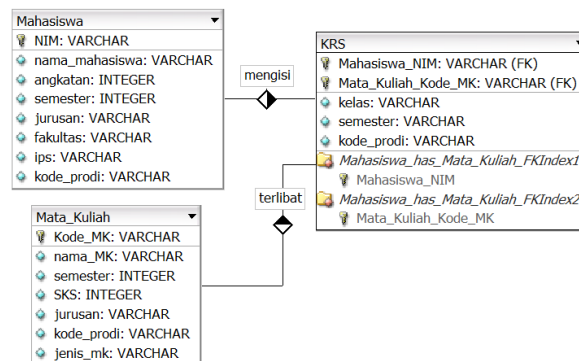 Mahasiswa
NIM: VARCHAR
nama_mahasiswa: VARCHAR
angkatan: INTEGER
semester: INTEGER
jurusan: VARCHAR
fakultas: VARCHAR
ips: VARCHAR
kode_prodi: VARCHAR
mengisi
KRS
Mahasiswa_NIM: VARCHAR (FK)
Mata_Kuliah_Kode_MK: VARCHAR (FK)
kelas: VARCHAR
semester: VARCHAR
kode_prodi: VARCHAR
Mahasiswa_has_Mata_Kuliah_FKIndex1
Mahasiswa_NIM
Mahasiswa_has_Mata_Kuliah_FKIndex2
Mata_Kuliah_Kode_MK
terlibat
Mata_Kuliah
Kode_MK: VARCHAR
nama_MK: VARCHAR
semester: INTEGER
SKS: INTEGER
jurusan: VARCHAR
kode_prodi: VARCHAR
jenis_mk: VARCHAR